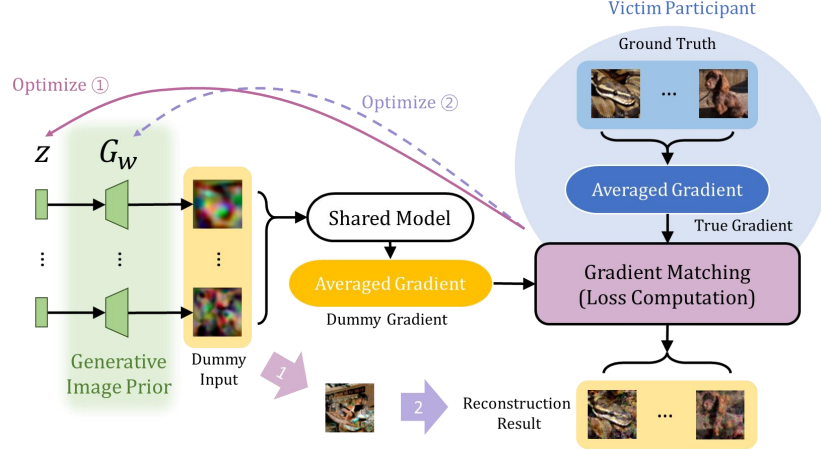 Victim Participant
Ground Truth
...
Optimize ①
Optimize ②
z
G_w
Averaged Gradient
Shared Model
True Gradient
...
...
...
Averaged Gradient
Gradient Matching
(Loss Computation)
Dummy Gradient
Generative
Image Prior
Dummy
Input
1
2
Reconstruction
Result
...